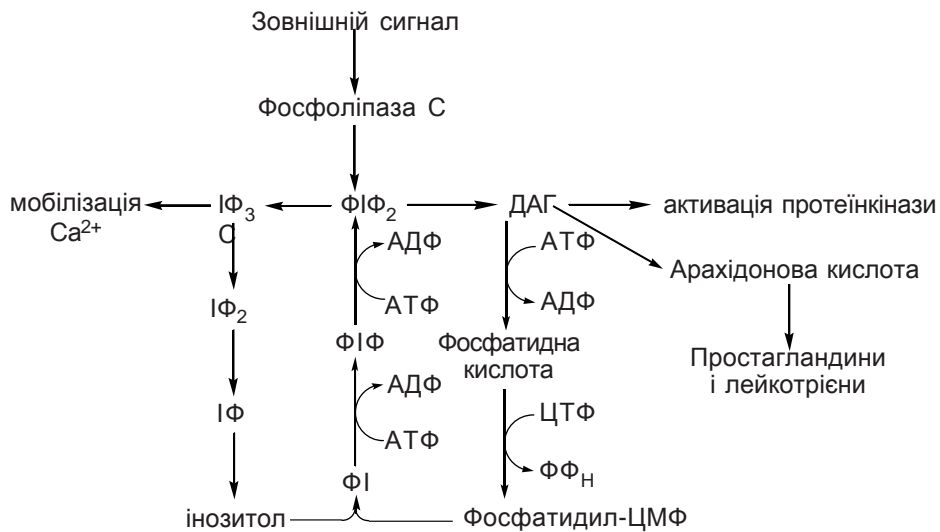 Зовнішній сигнал
Фосфоліпаза С
мобілізація
Ca²⁺
ІФ₃
С
ФІФ₂
ДАГ
активація протеїнкінази
АДФ
АТФ
АТФ
АДФ
Арахідонова кислота
ІФ₂
ФІФ
Фосфатидна
кислота
Простагландини
і лейкотрієни
АДФ
АТФ
ІФ
ЦТФ
ФФН
ФІ
інозитол
Фосфатидил-ЦМФ